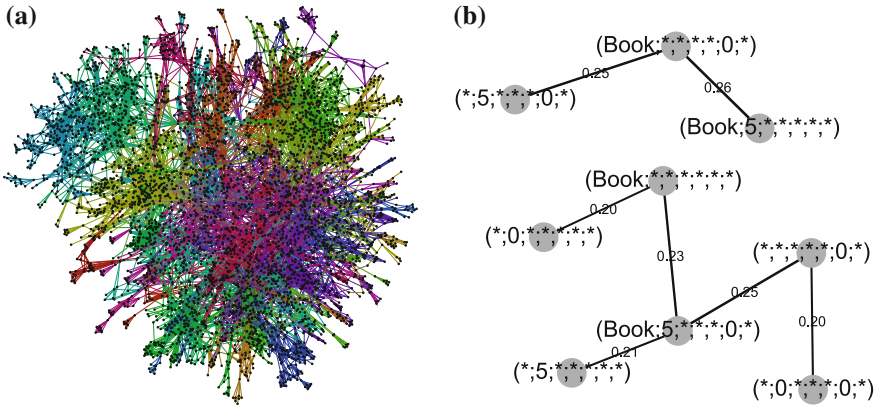 (a)
(b)
(Book;*;*;*;0;*)
0.25
0.26
(*;5;*;*;0;*)
(Book;5;*;*;*;*)
(Book;*;*;*;*;*)
0.20
(*;0;*;*;*;*)
0.23
(*;*;*;*;0;*)
0.25
(Book;5;*;*;0;*)
0.20
0.21
(*;5;*;*;*;*)
(*;0;*;*;0;*)